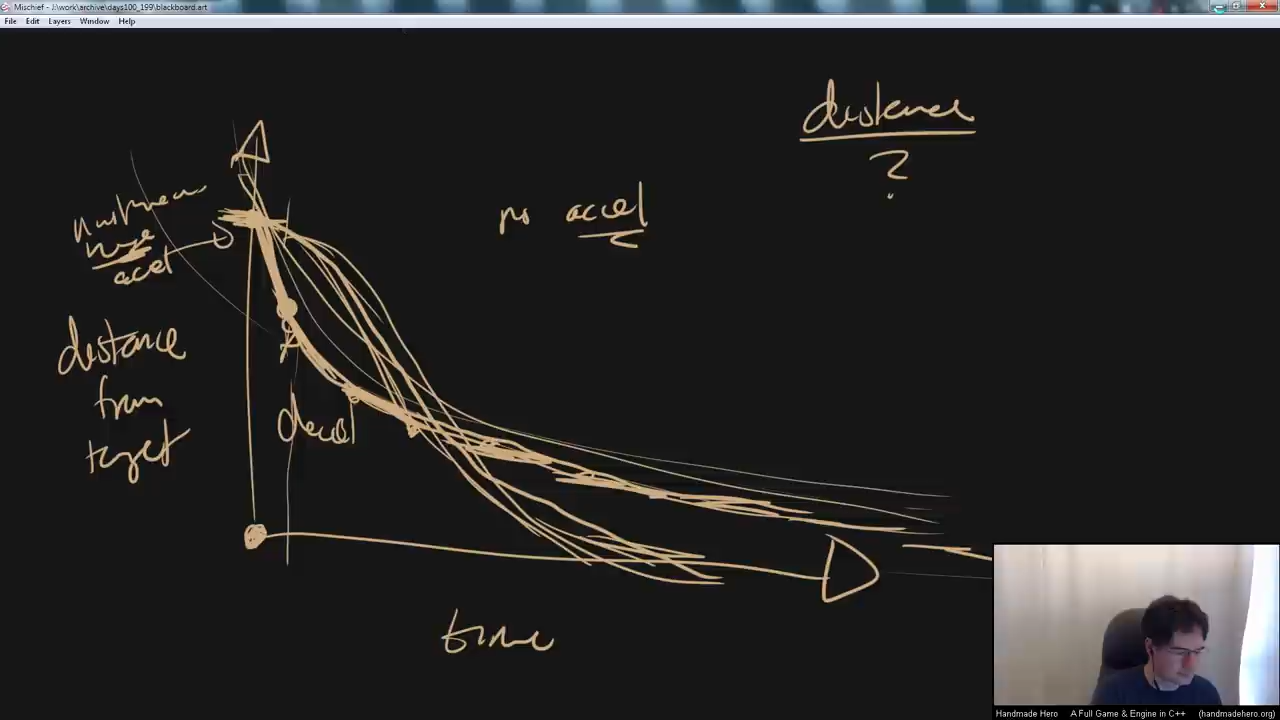 Mischief - J:\work\archive\days100_199\blackboard.art
File Edit Layers Window Help
distance
?
no accel
accel
distance
from
target
decel
time
Handmade Hero A Full Game & Engine in C++ (handmadehero.org)